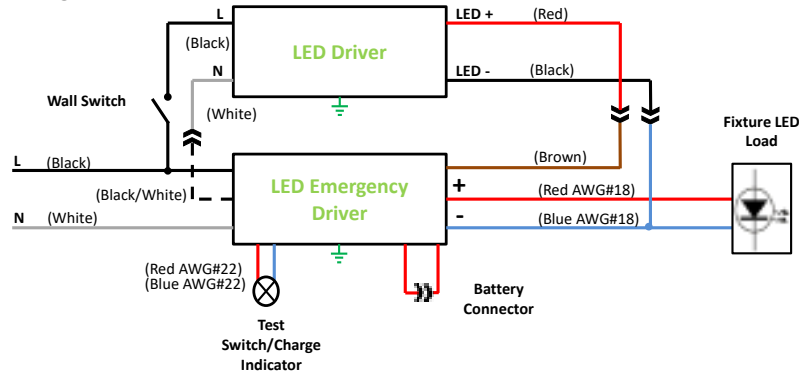 L
LED +
(Red)
(Black)
LED Driver
N
LED -
(Black)
Wall Switch
(White)
Fixture LED
Load
L
(Black)
(Brown)
(Black/White)
LED Emergency
Driver
+
(Red AWG#18)
N
(White)
-
(Blue AWG#18)
(Red AWG#22)
(Blue AWG#22)
Battery
Connector
Test
Switch/Charge
Indicator